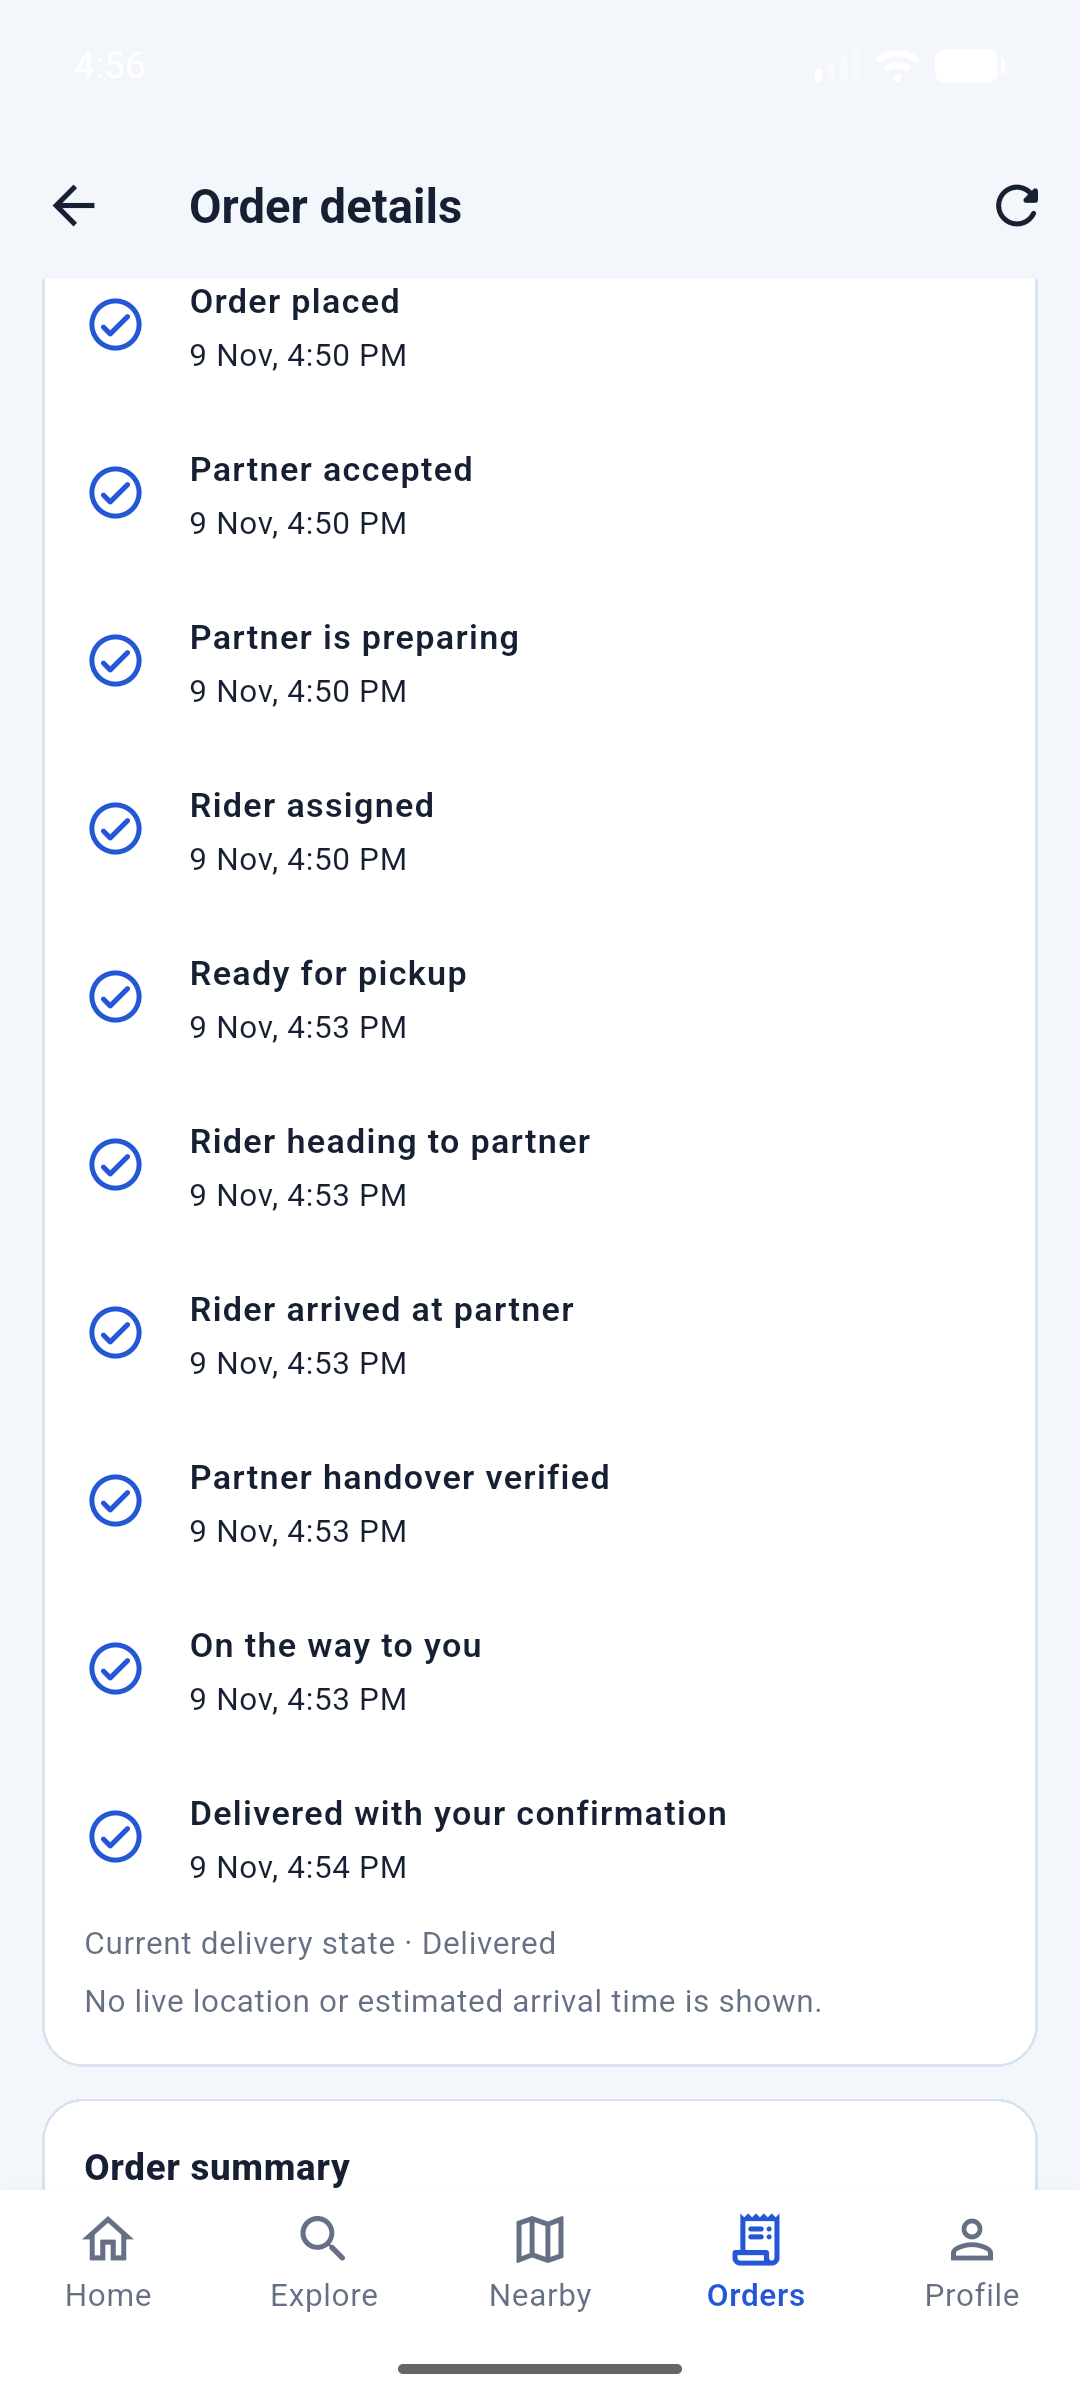 4:56
Order details
Order placed
9 Nov, 4:50 PM
Partner accepted
9 Nov, 4:50 PM
Partner is preparing
9 Nov, 4:50 PM
Rider assigned
9 Nov, 4:50 PM
Ready for pickup
9 Nov, 4:53 PM
Rider heading to partner
9 Nov, 4:53 PM
Rider arrived at partner
9 Nov, 4:53 PM
Partner handover verified
9 Nov, 4:53 PM
On the way to you
9 Nov, 4:53 PM
Delivered with your confirmation
9 Nov, 4:54 PM
Current delivery state · Delivered
No live location or estimated arrival time is shown.
Order summary
Home Explore Nearby Orders Profile